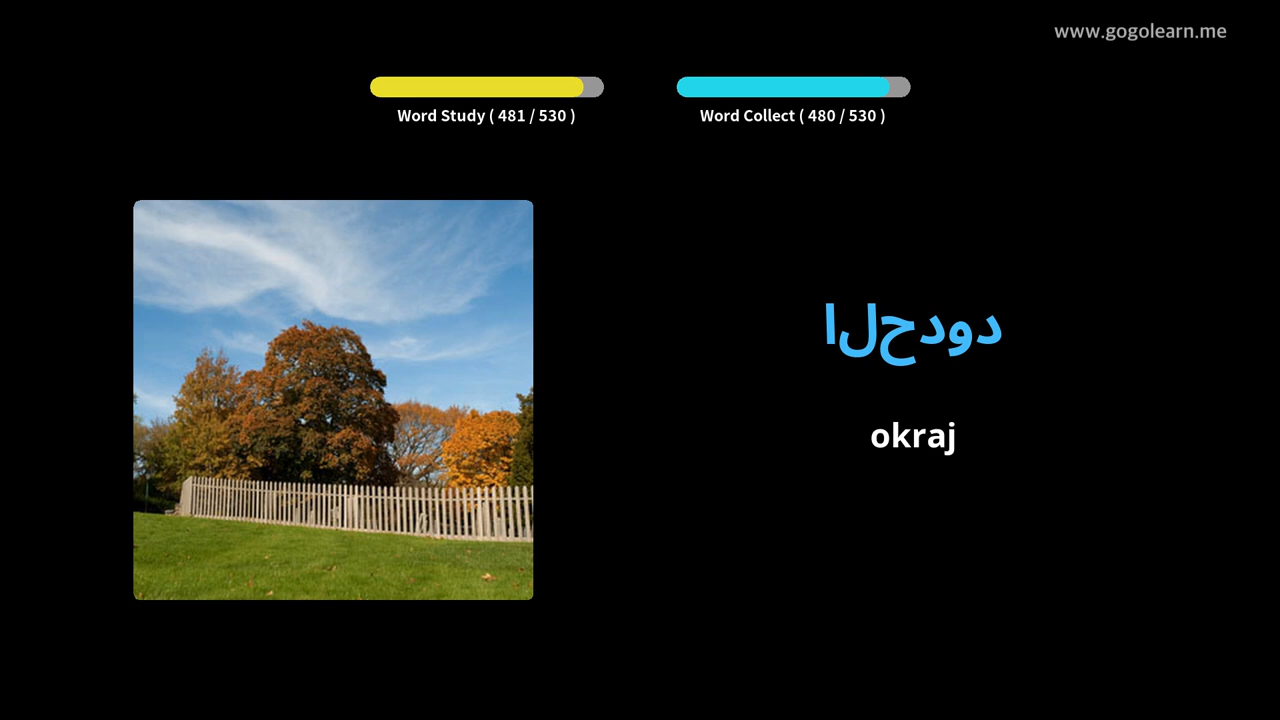 www.gogolearn.me
Word Study ( 481 / 530 )
Word Collect ( 480 / 530 )
الحدود
okraj